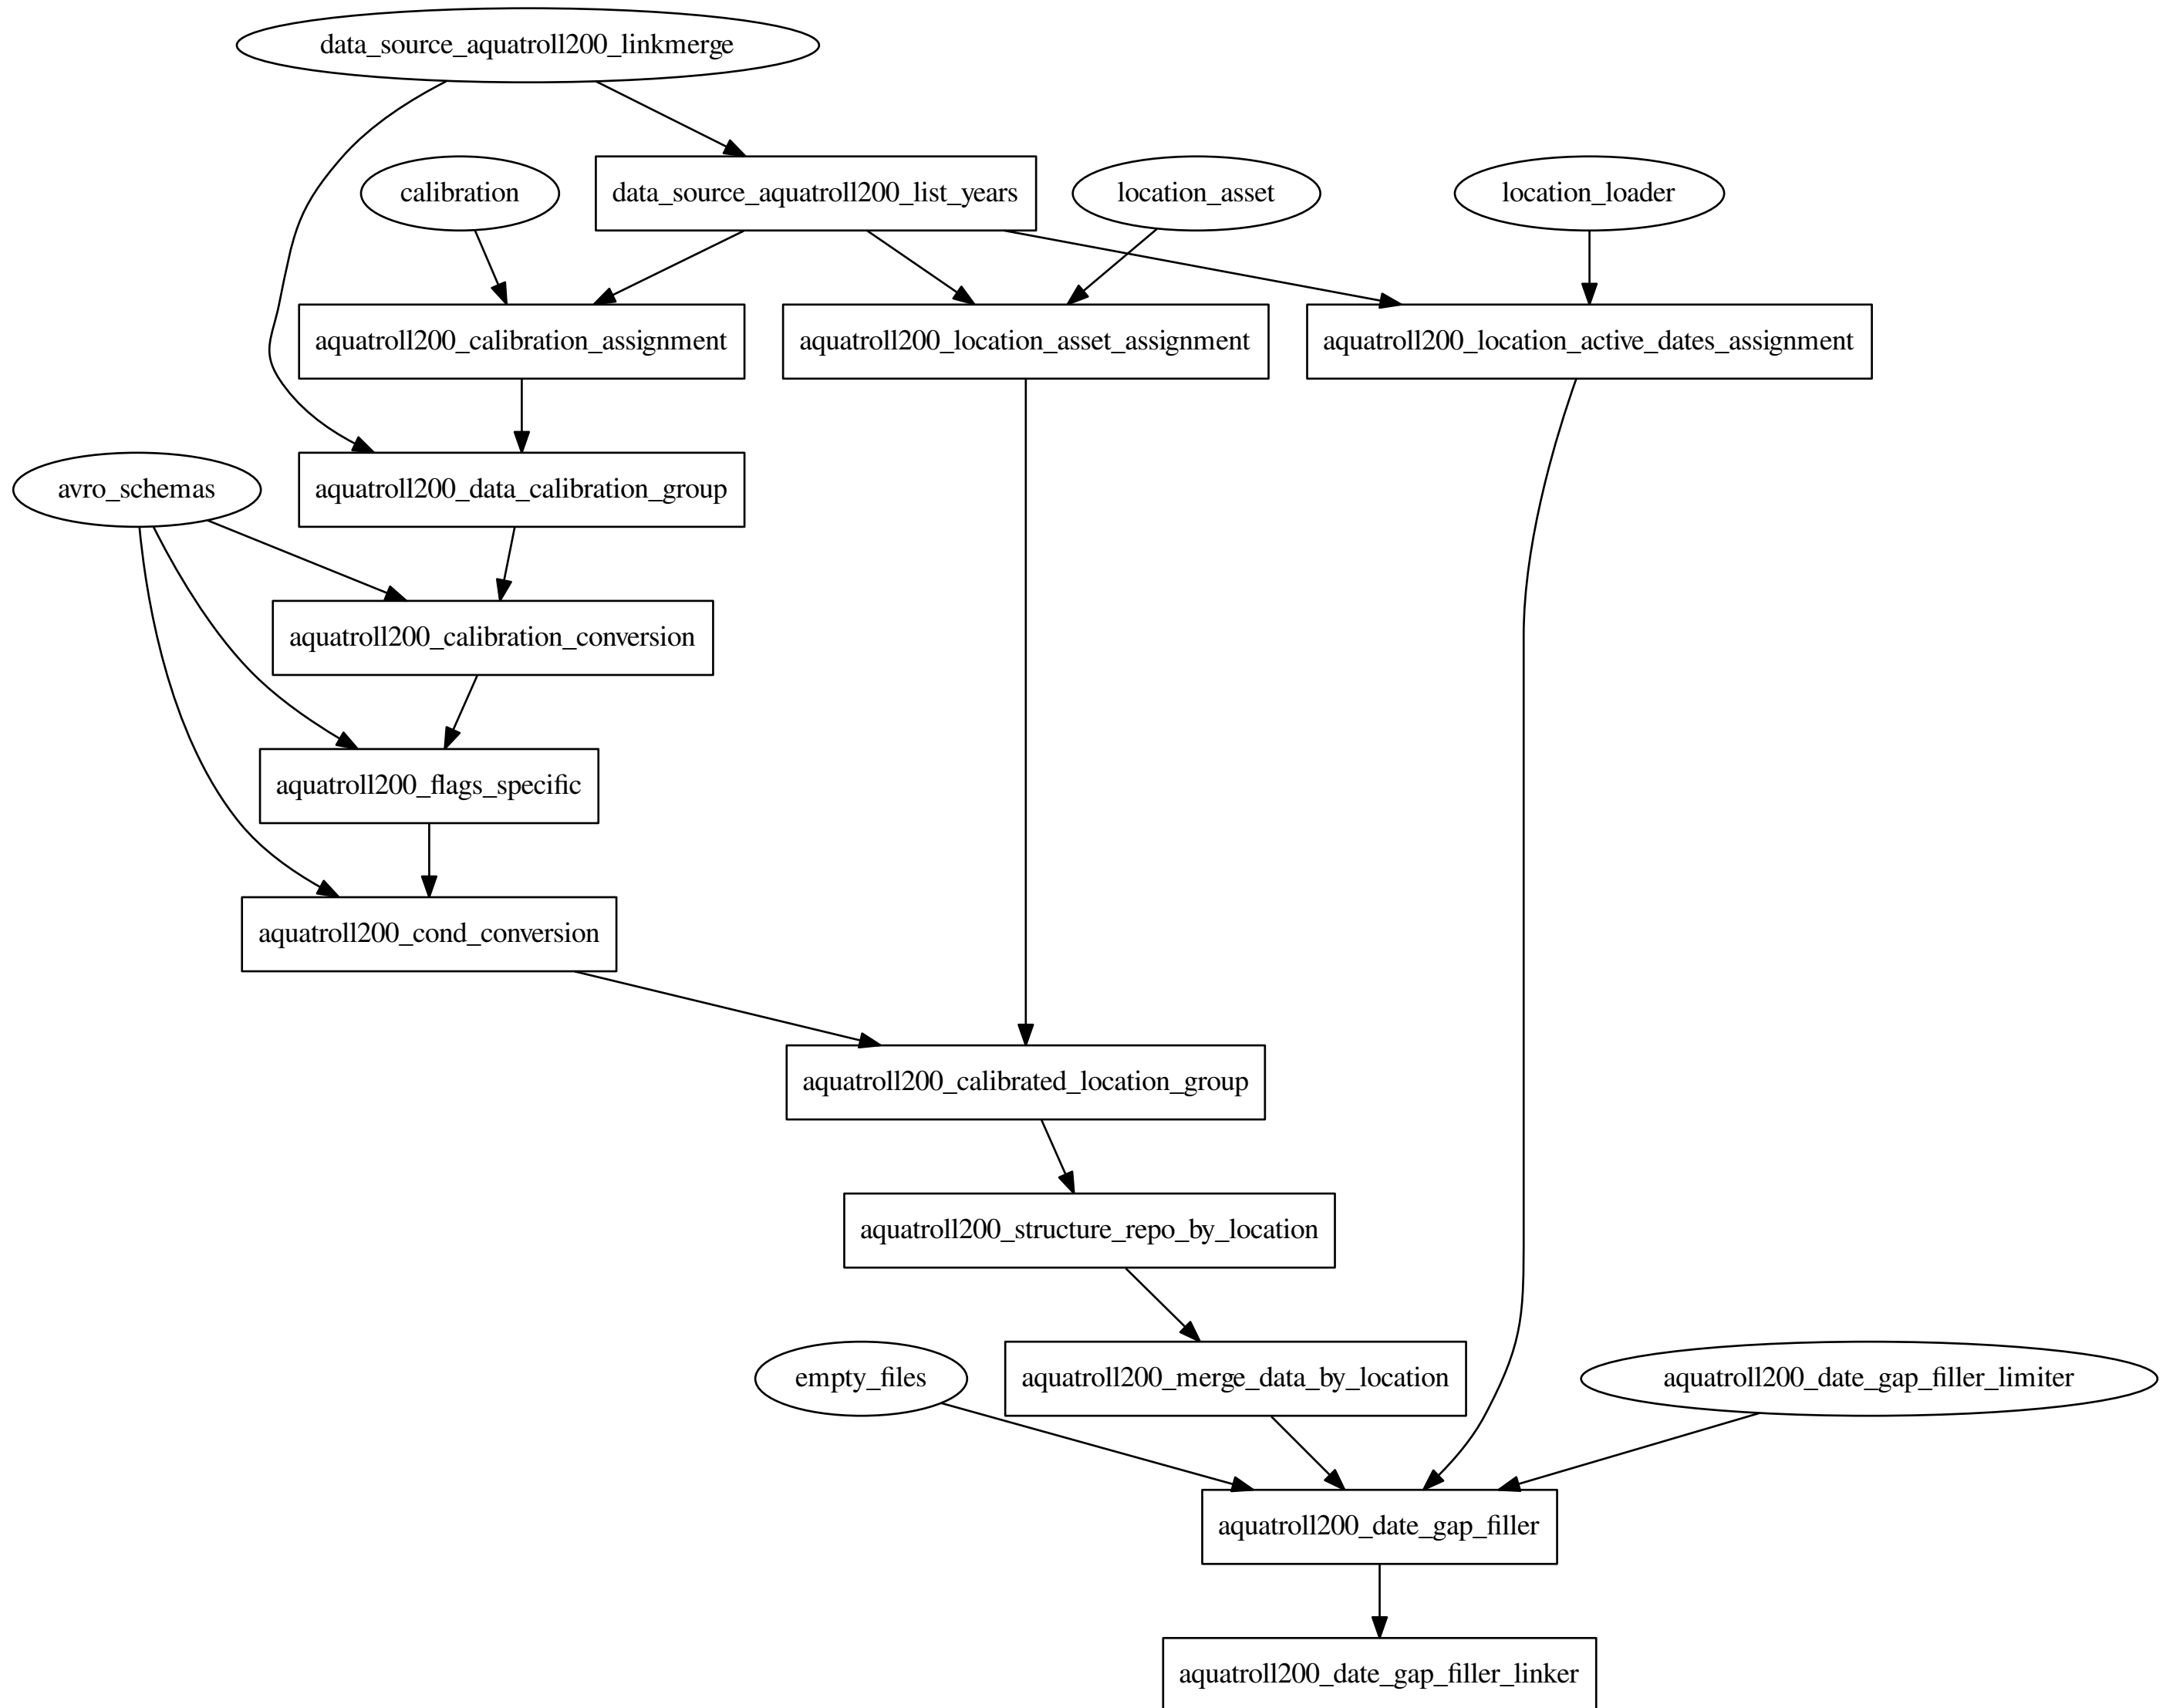 data_source_aquatroll200_linkmerge
calibration
data_source_aquatroll200_list_years
location_asset
location_loader
aquatroll200_calibration_assignment
aquatroll200_location_asset_assignment
aquatroll200_location_active_dates_assignment
avro_schemas
aquatroll200_data_calibration_group
aquatroll200_calibration_conversion
aquatroll200_flags_specific
aquatroll200_cond_conversion
aquatroll200_calibrated_location_group
aquatroll200_structure_repo_by_location
empty_files
aquatroll200_merge_data_by_location
aquatroll200_date_gap_filler_limiter
aquatroll200_date_gap_filler
aquatroll200_date_gap_filler_linker